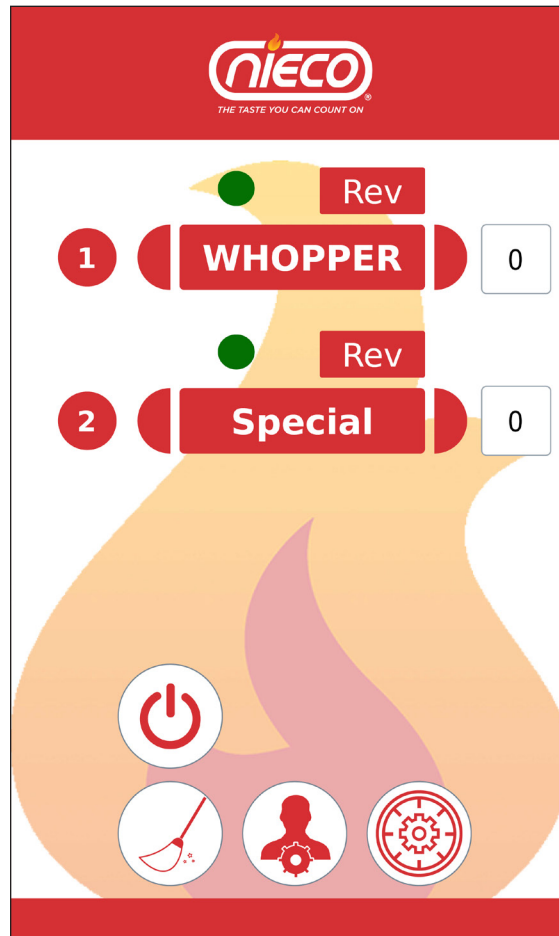 NIECO
®
THE TASTE YOU CAN COUNT ON
Rev
1 WHOPPER 0
Rev
2 Special 0